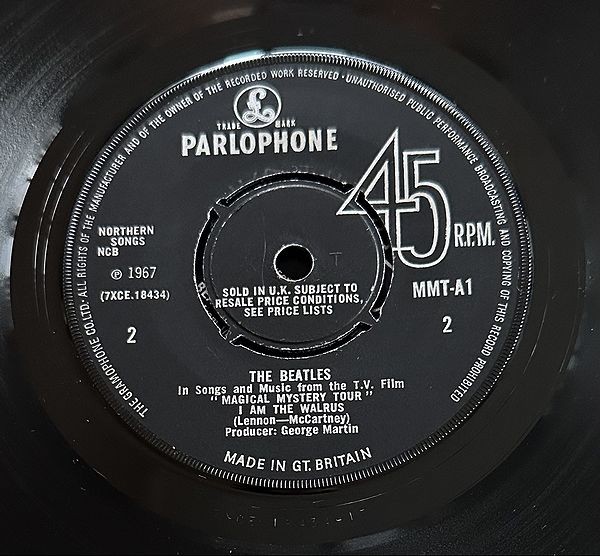 THE GRAMOPHONE CO. LTD. · ALL RIGHTS OF THE MANUFACTURER AND OF THE OWNER OF THE RECORDED WORK RESERVED · UNAUTHORISED PUBLIC PERFORMANCE BROADCASTING AND COPYING OF THIS RECORD PROHIBITED
£
TRADE MARK
PARLOPHONE
45 R.P.M.
NORTHERN
SONGS
NCB
℗ 1967
(7XCE.18434)
2
SOLD IN U.K. SUBJECT TO
RESALE PRICE CONDITIONS,
SEE PRICE LISTS
MMT-A1
2
THE BEATLES
In Songs and Music from the T.V. Film
"MAGICAL MYSTERY TOUR"
I AM THE WALRUS
(Lennon—McCartney)
Producer: George Martin
MADE IN GT. BRITAIN